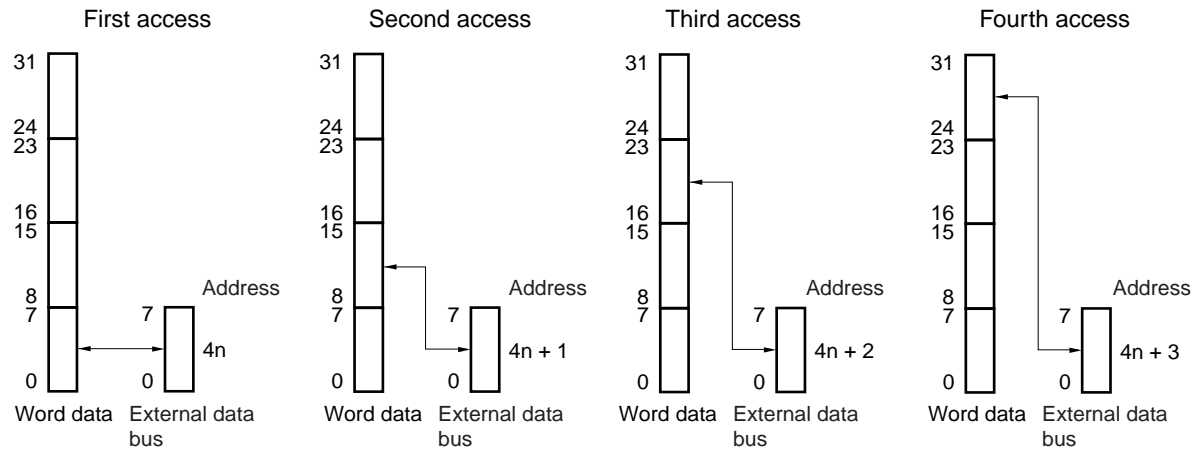 First access
31
24
23
16
15
8
7
0
Address
7
4n
0
Word data
External data
bus
Second access
31
24
23
16
15
8
7
0
Address
7
4n + 1
0
Word data
External data
bus
Third access
31
24
23
16
15
8
7
0
Address
7
4n + 2
0
Word data
External data
bus
Fourth access
31
24
23
16
15
8
7
0
Address
7
4n + 3
0
Word data
External data
bus